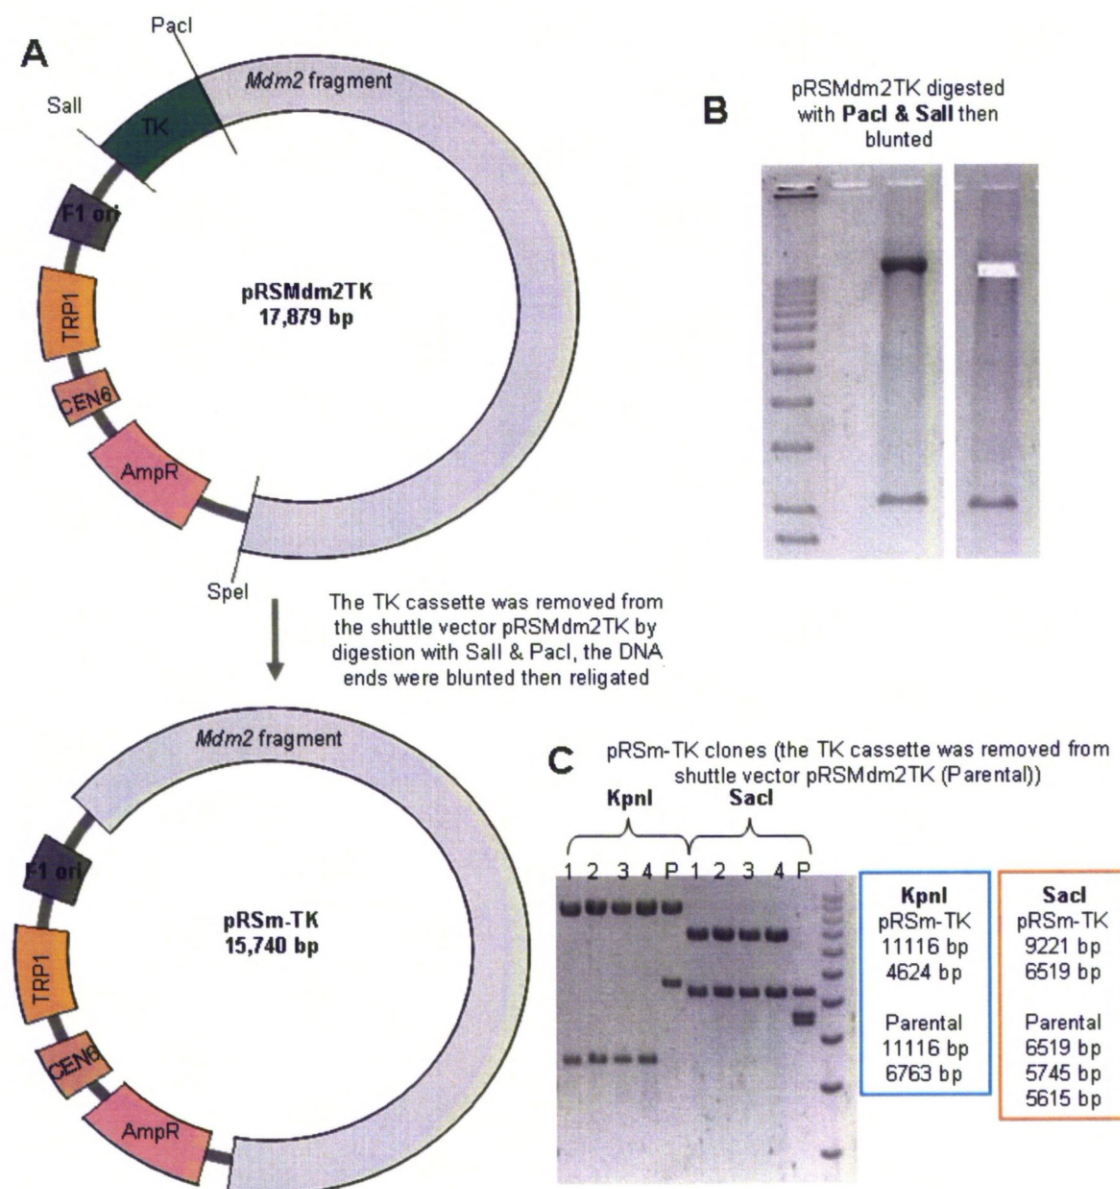 A
PacI
SalI
Mdm2 fragment
TK
F1 ori
TRP1
CEN6
AmpR
pRSMdm2TK
17,879 bp
SpeI
B
pRSMdm2TK digested
with PacI & SalI then
blunted
The TK cassette was removed from
the shuttle vector pRSMdm2TK by
digestion with SalI & PacI, the DNA
ends were blunted then religated
Mdm2 fragment
F1 ori
TRP1
CEN6
AmpR
pRSm-TK
15,740 bp
C
pRSm-TK clones (the TK cassette was removed from
shuttle vector pRSMdm2TK (Parental))
KpnI SacI
1 2 3 4 P 1 2 3 4 P
KpnI
pRSm-TK
11116 bp
4624 bp
Parental
11116 bp
6763 bp
SacI
pRSm-TK
9221 bp
6519 bp
Parental
6519 bp
5745 bp
5615 bp